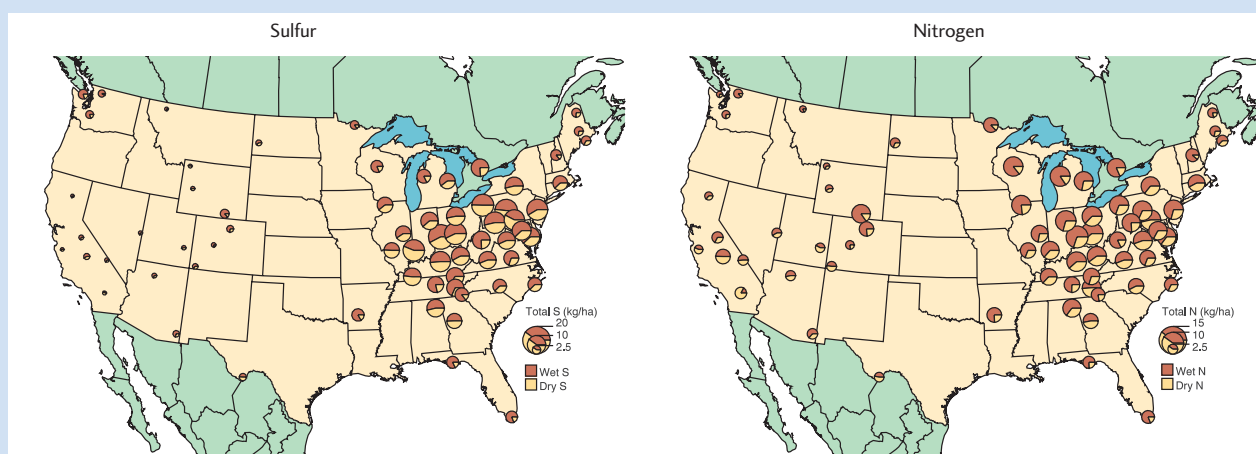 Sulfur
Nitrogen
Total S (kg/ha)
20
10
2.5
Wet S
Dry S
Total N (kg/ha)
15
10
2.5
Wet N
Dry N